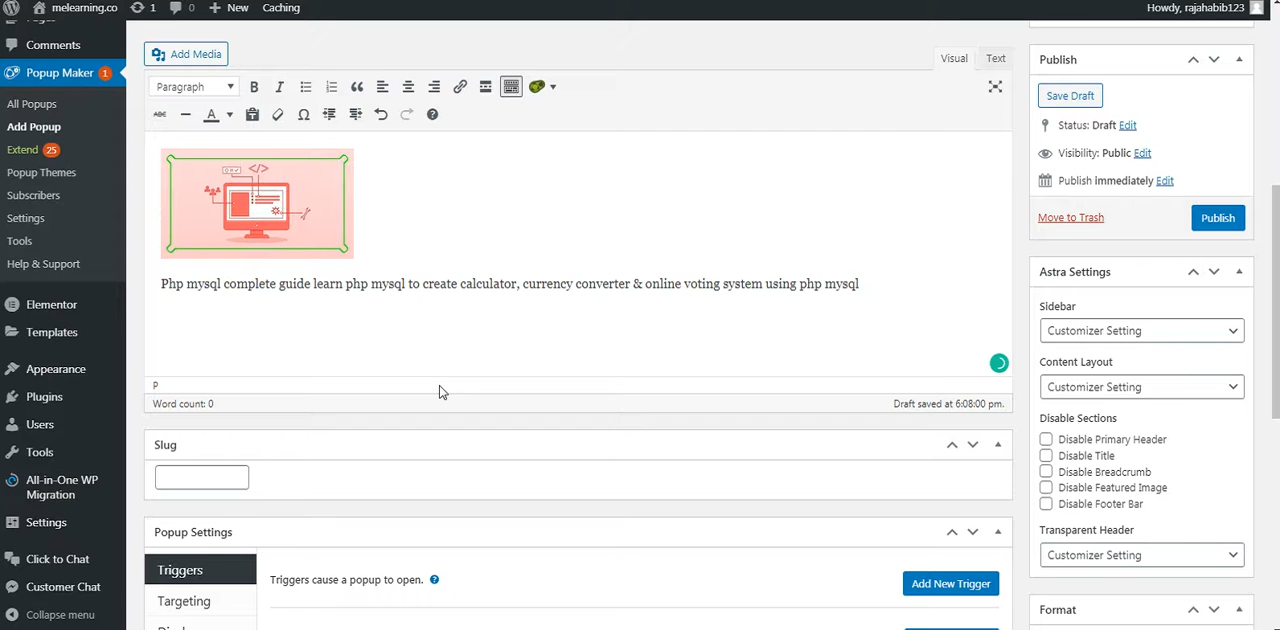 melearning.co
1
0
New
Caching
Howdy, rajahabib123
Comments
Popup Maker 1
All Popups
Add Popup
Extend 25
Popup Themes
Subscribers
Settings
Tools
Help & Support
Elementor
Templates
Appearance
Plugins
Users
Tools
All-in-One WP
Migration
Settings
Click to Chat
Customer Chat
Collapse menu
Add Media
Visual
Text
Paragraph
B
I
ABC
A
Php mysql complete guide learn php mysql to create calculator, currency converter & online voting system using php mysql
P
Word count: 0
Draft saved at 6:08:00 pm.
Slug
Popup Settings
Triggers
Triggers cause a popup to open.
Add New Trigger
Targeting
Publish
Save Draft
Status: Draft Edit
Visibility: Public Edit
Publish immediately Edit
Move to Trash
Publish
Astra Settings
Sidebar
Customizer Setting
Content Layout
Customizer Setting
Disable Sections
Disable Primary Header
Disable Title
Disable Breadcrumb
Disable Featured Image
Disable Footer Bar
Transparent Header
Customizer Setting
Format